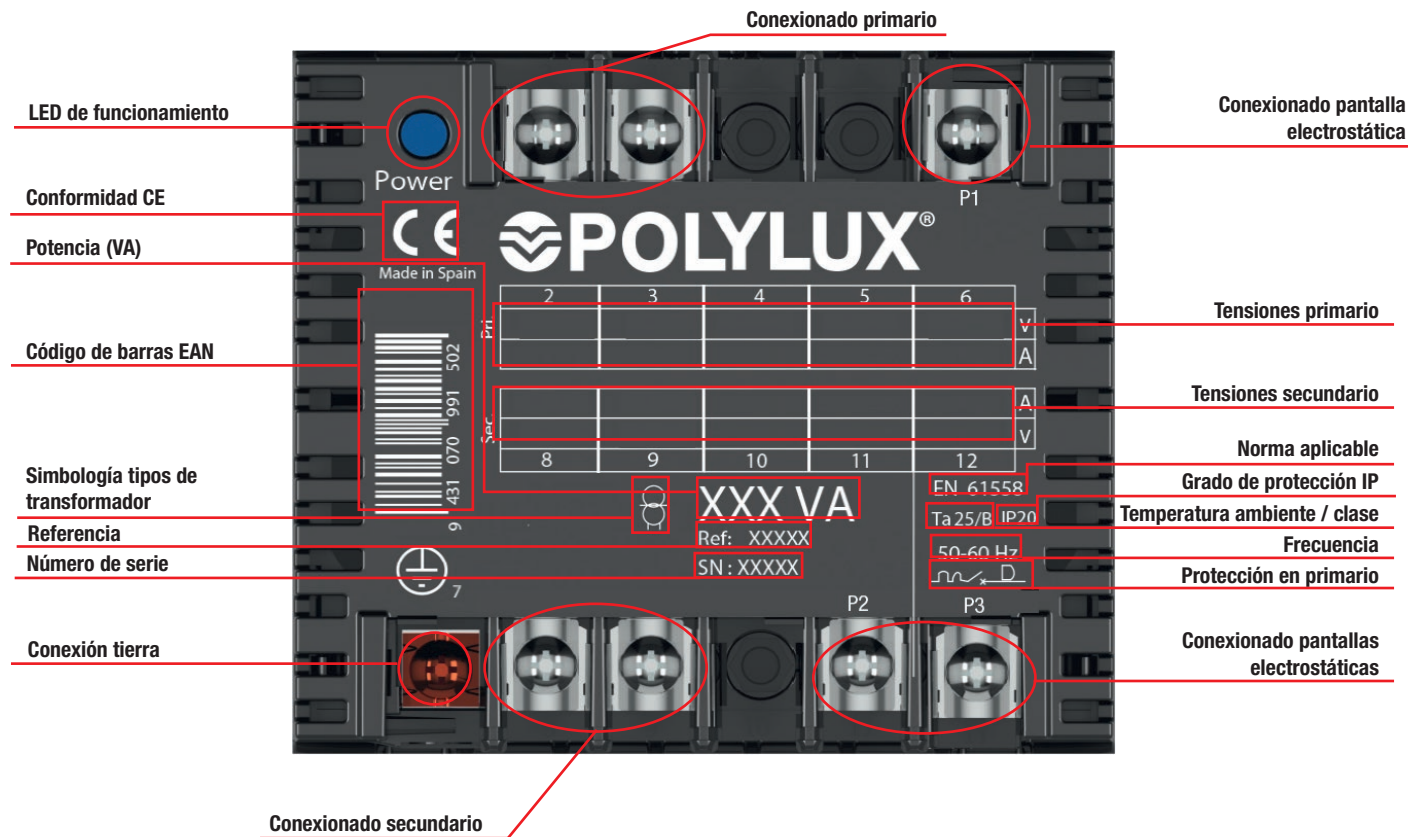 Conexionado primario
LED de funcionamiento
Conexionado pantalla
electrostática
Power
P1
Conformidad CE
CE
POLYLUX®
Potencia (VA)
Made in Spain
2 3 4 5 6
Pri. V
Tensiones primario
A
Código de barras EAN
9 431 070 991 502
Sec. A
Tensiones secundario
V
8 9 10 11 12
Norma aplicable
EN 61558
Simbología tipos de
transformador
XXX VA
Grado de protección IP
Ta 25/B IP20
Temperatura ambiente / clase
Referencia
Ref: XXXXX
Frecuencia
50-60 Hz
Número de serie
SN : XXXXX
Protección en primario
D
7
P2 P3
Conexión tierra
Conexionado pantallas
electrostáticas
Conexionado secundario